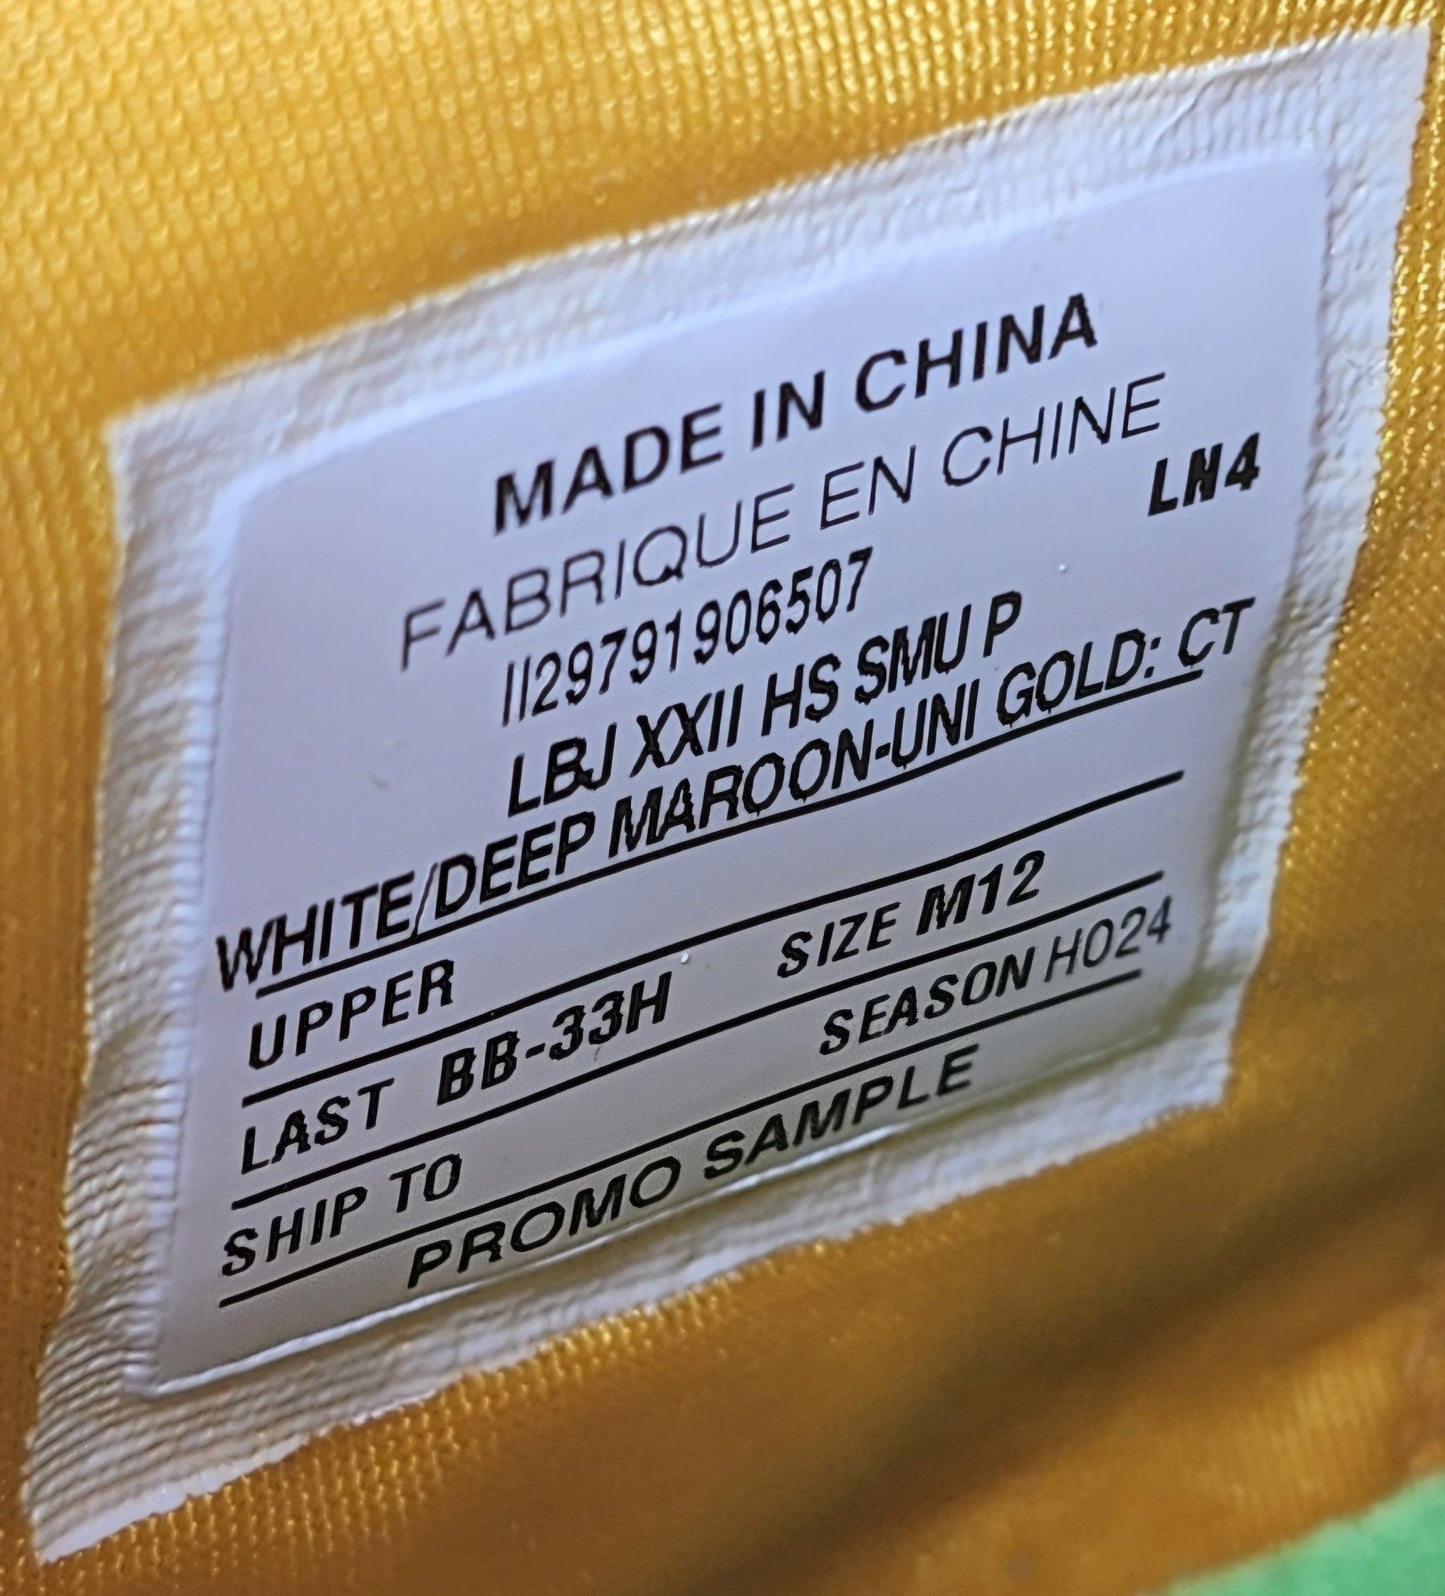 MADE IN CHINA
FABRIQUE EN CHINE
LN4
II29791906507
LBJ XXII HS SMU P
WHITE/DEEP MAROON-UNI GOLD: CT
UPPER
LAST BB-33H SIZE M12
SHIP TO SEASON HO24
PROMO SAMPLE